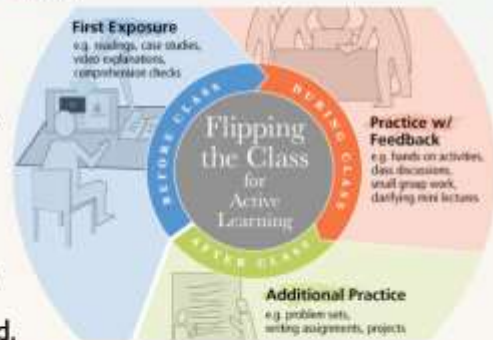 First Exposure
e.g. readings, case studies,
video explanations,
comprehension checks
BEFORE CLASS
DURING CLASS
Flipping
the Class
for
Active
Learning
Practice w/
Feedback
e.g. hands on activities,
class discussions,
small group work,
clarifying mini lectures
AFTER CLASS
Additional Practice
e.g. problem sets,
writing assignments, projects
d.